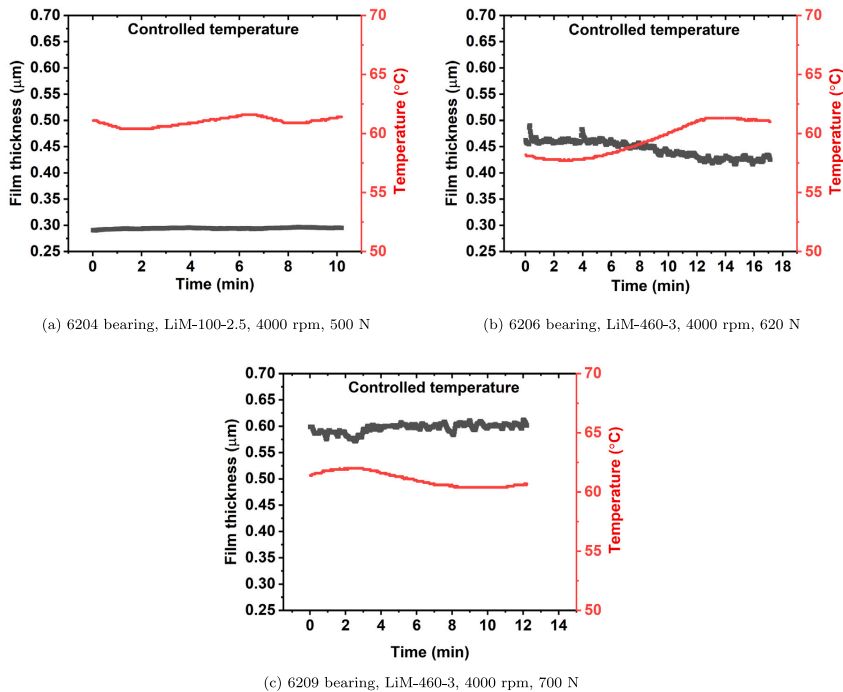 Controlled temperature
Film thickness (μm)
0.70
0.65
0.60
0.55
0.50
0.45
0.40
0.35
0.30
0.25
0 2 4 6 8 10
Time (min)
70
65
60
55
50
Temperature (°C)
(a) 6204 bearing, LiM-100-2.5, 4000 rpm, 500 N
Controlled temperature
Film thickness (μm)
0.70
0.65
0.60
0.55
0.50
0.45
0.40
0.35
0.30
0.25
0 2 4 6 8 10 12 14 16 18
Time (min)
70
65
60
55
50
Temperature (°C)
(b) 6206 bearing, LiM-460-3, 4000 rpm, 620 N
Controlled temperature
Film thickness (μm)
0.70
0.65
0.60
0.55
0.50
0.45
0.40
0.35
0.30
0.25
0 2 4 6 8 10 12 14
Time (min)
70
65
60
55
50
Temperature (°C)
(c) 6209 bearing, LiM-460-3, 4000 rpm, 700 N